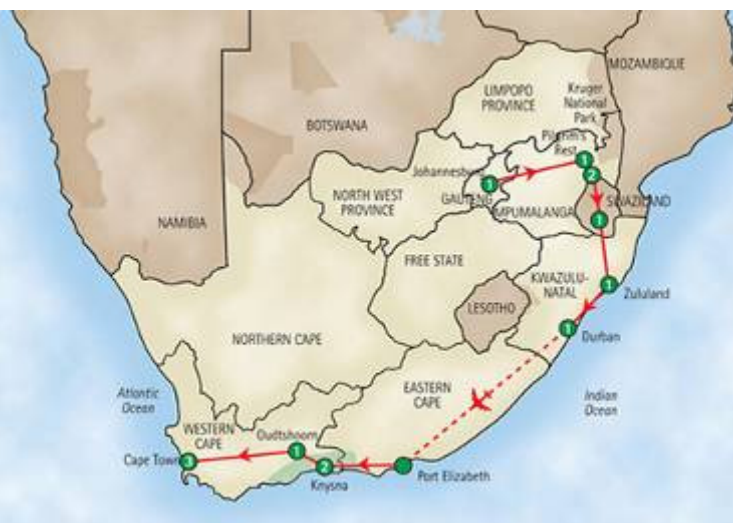 MOZAMBIQUE
LIMPOPO
PROVINCE
Kruger
National
Park
BOTSWANA
Pilgrim's
Rest
1
2
Johannesburg
1
GAUTENG
MPUMALANGA
SWAZILAND
1
NORTH WEST
PROVINCE
NAMIBIA
FREE STATE
KWAZULU-
NATAL
1
Zululand
LESOTHO
1
Durban
NORTHERN CAPE
EASTERN
CAPE
Atlantic
Ocean
Indian
Ocean
WESTERN
CAPE
Oudtshoorn
1
Cape Town
3
2
Knysna
Port Elizabeth